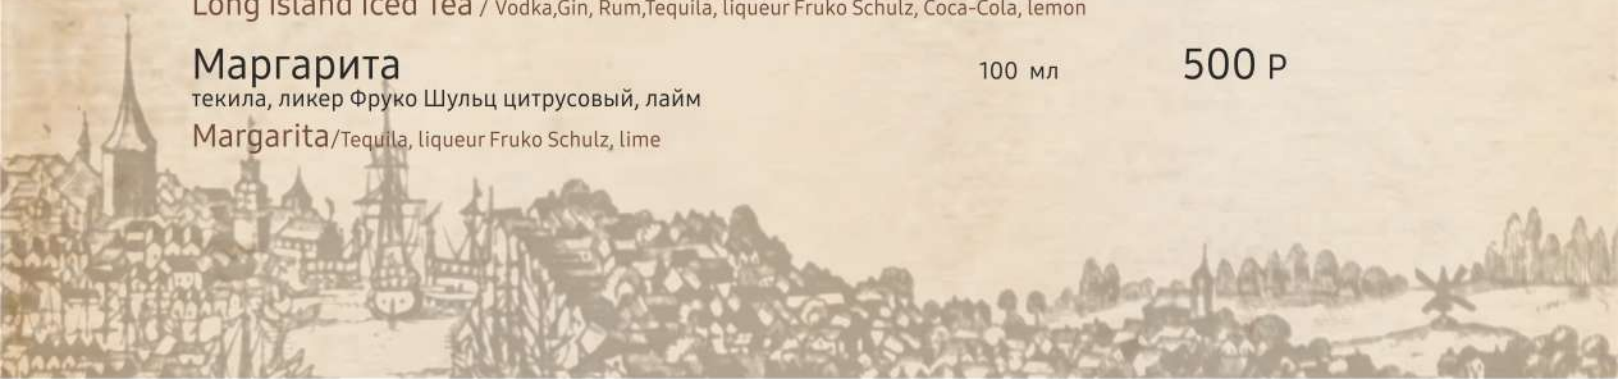 Long Island Iced Tea / Vodka,Gin, Rum,Tequila, liqueur Fruko Schulz, Coca-Cola, lemon
Маргарита 100 мл 500 Р
текила, ликер Фруко Шульц цитрусовый, лайм
Margarita/Tequila, liqueur Fruko Schulz, lime